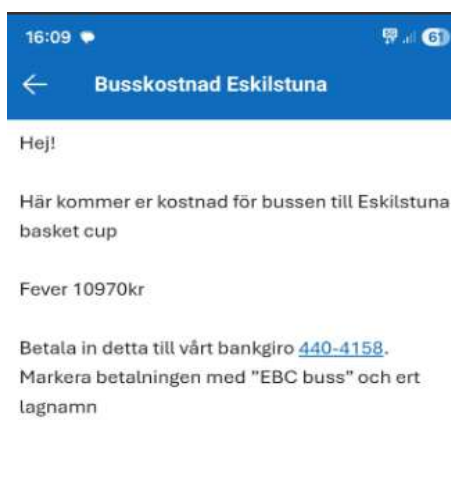 16:09
61
Busskostnad Eskilstuna
Hej!
Här kommer er kostnad för bussen till Eskilstuna
basket cup
Fever 10970kr
Betala in detta till vårt bankgiro 440-4158.
Markera betalningen med ”EBC buss” och ert
lagnamn